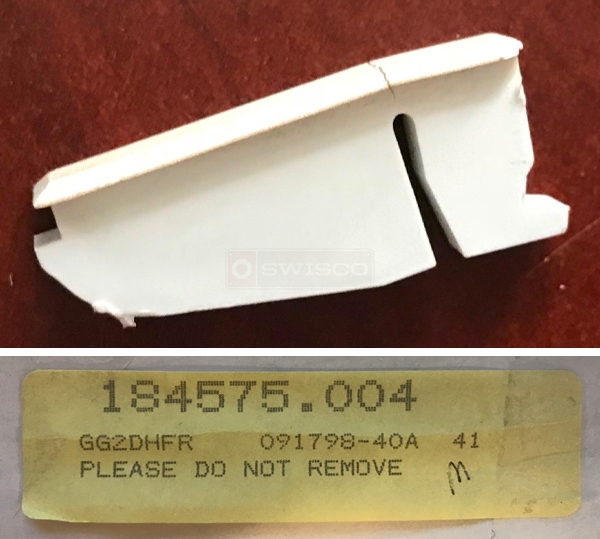 SWISCO
184575.004
GG2DHFR 091798-40A 41
PLEASE DO NOT REMOVE
M